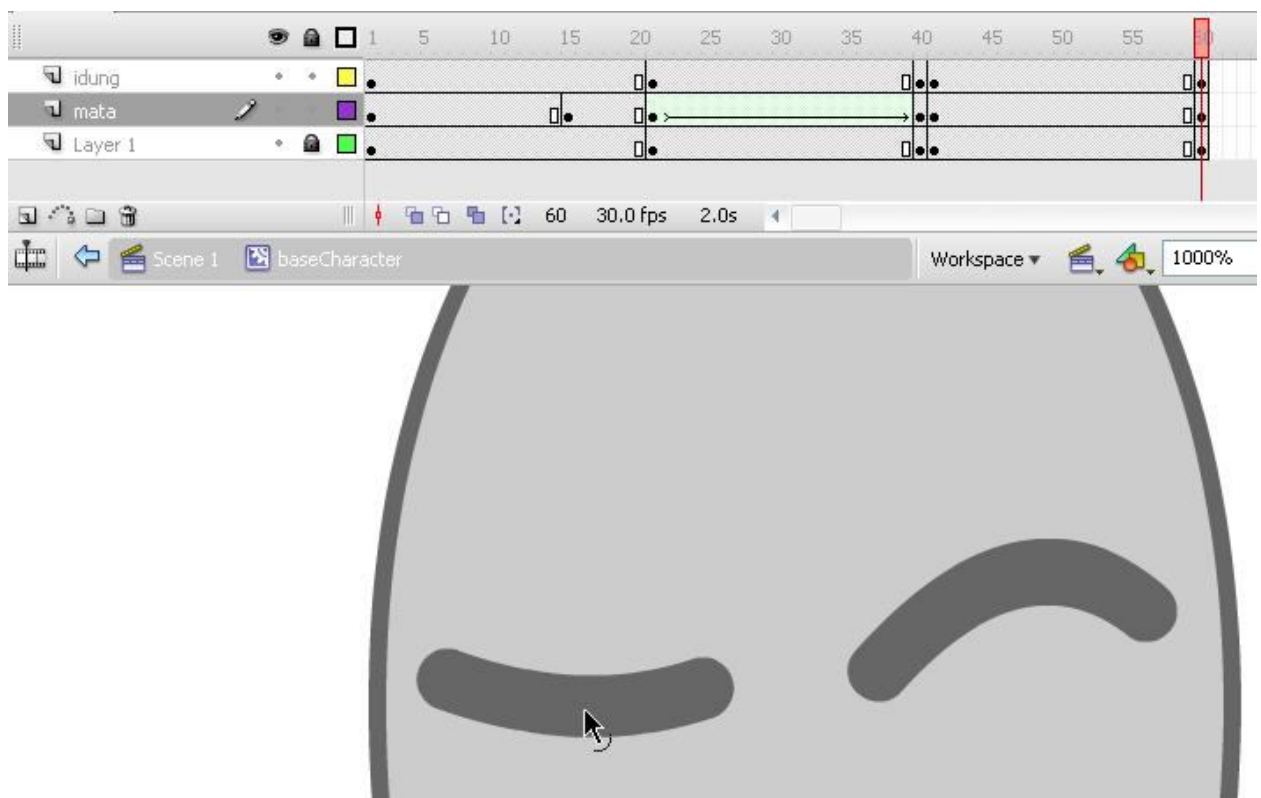 1 5 10 15 20 25 30 35 40 45 50 55 60
idung
mata
Layer 1
60 30.0 fps 2.0s
Scene 1 baseCharacter Workspace 1000%